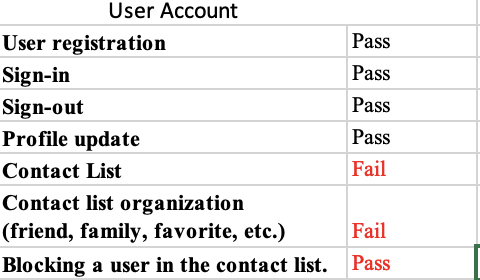 User Account
User registration Pass
Sign-in Pass
Sign-out Pass
Profile update Pass
Contact List Fail
Contact list organization
(friend, family, favorite, etc.) Fail
Blocking a user in the contact list. Pass